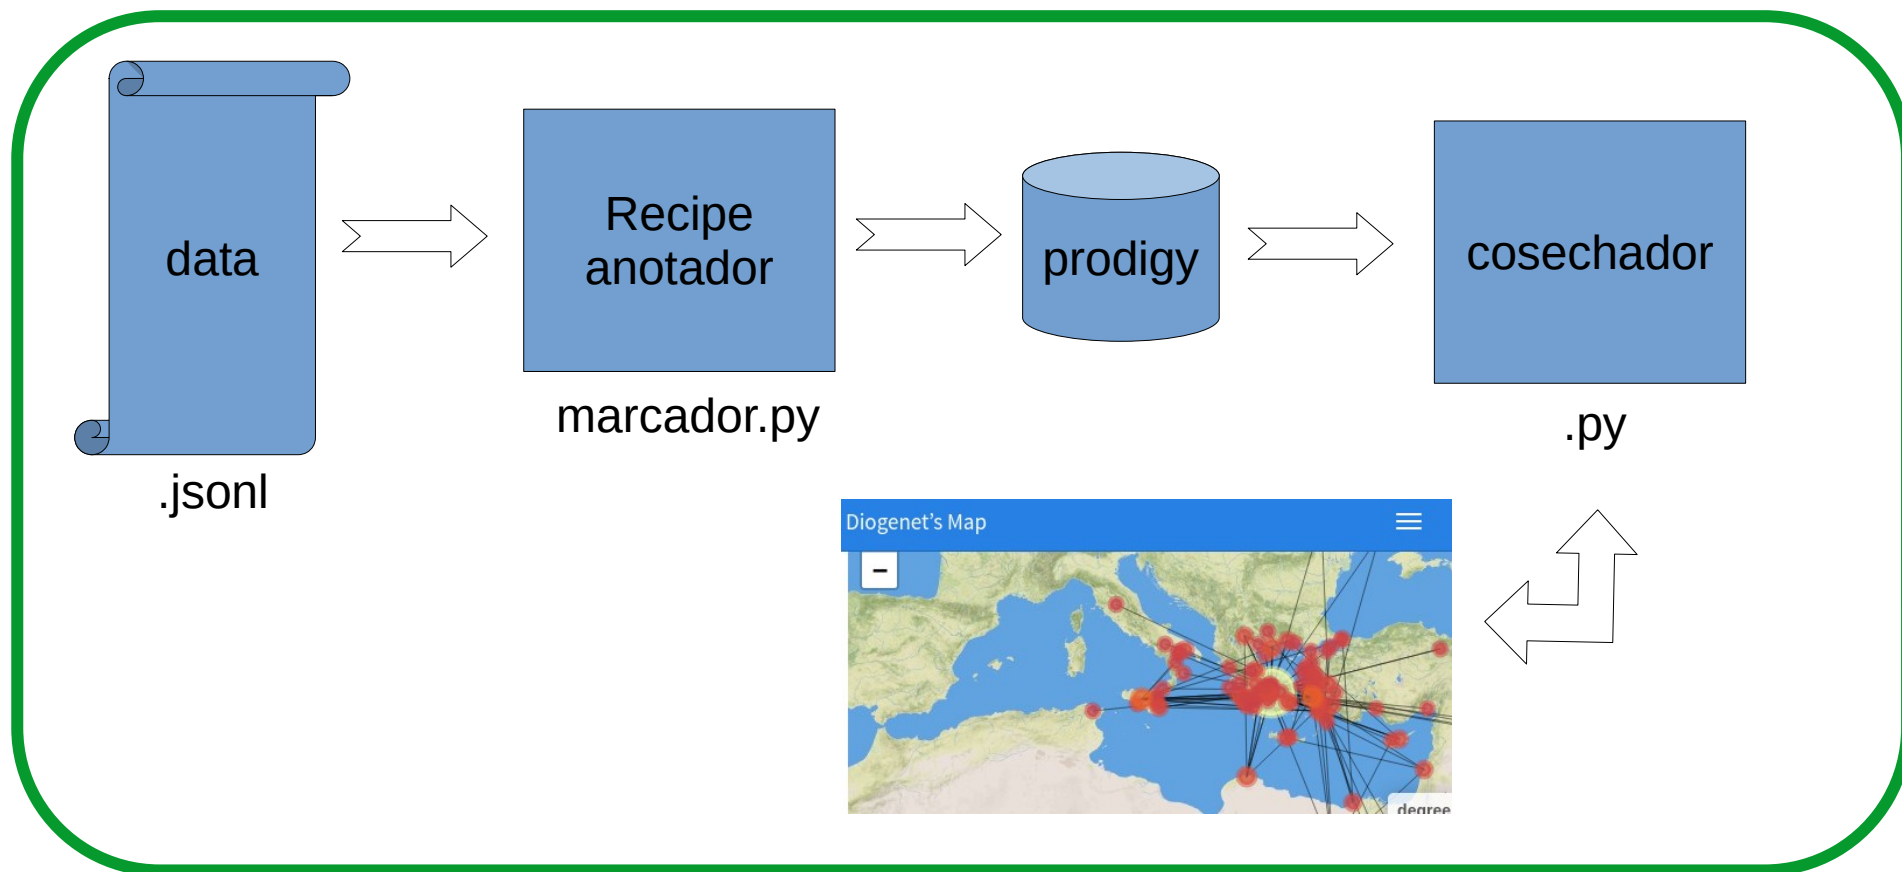 data
.jsonl
Recipe
anotador
marcador.py
prodigy
cosechador
.py
Diogenet’s Map
−
degree